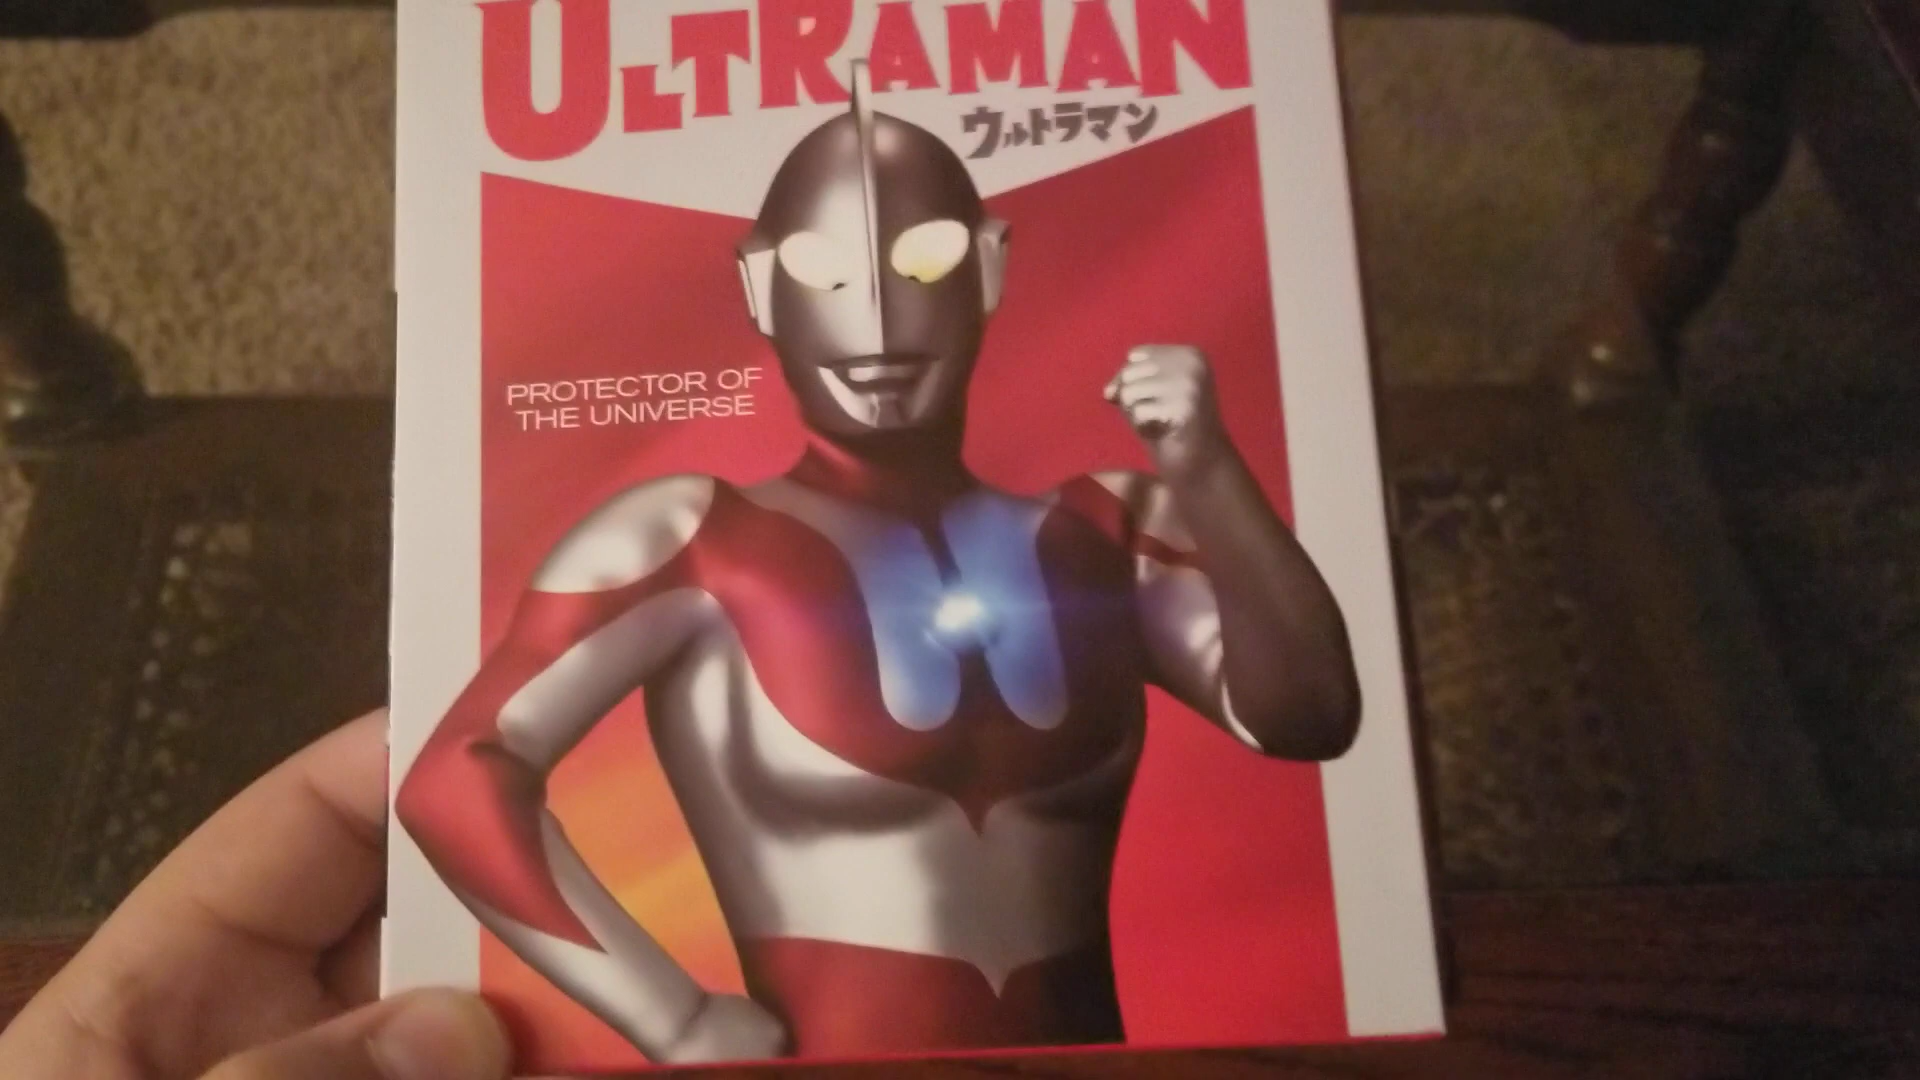 ULTRAMAN
ウルトラマン
PROTECTOR OF
THE UNIVERSE